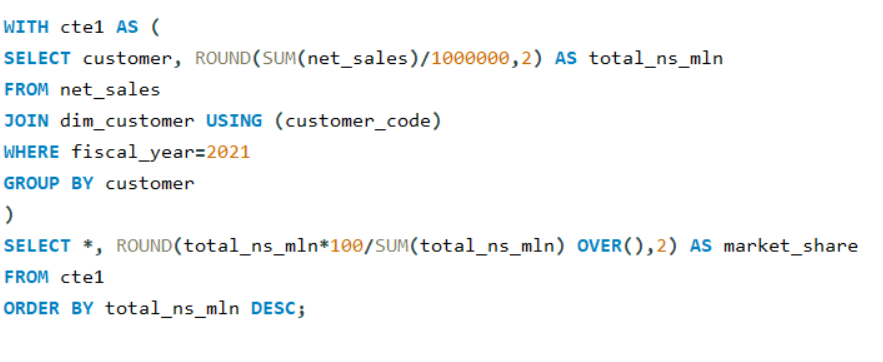 WITH cte1 AS (
SELECT customer, ROUND(SUM(net_sales)/1000000,2) AS total_ns_mln
FROM net_sales
JOIN dim_customer USING (customer_code)
WHERE fiscal_year=2021
GROUP BY customer
)
SELECT *, ROUND(total_ns_mln*100/SUM(total_ns_mln) OVER(),2) AS market_share
FROM cte1
ORDER BY total_ns_mln DESC;